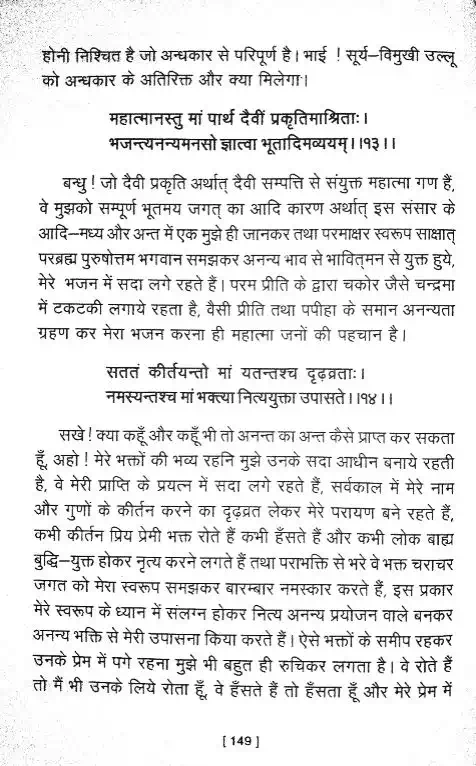 होनी निश्चित है जो अन्धकार से परिपूर्ण है। भाई ! सूर्य–विमुखी उल्लू
को अन्धकार के अतिरिक्त और क्या मिलेगा।
महात्मानस्तु मां पार्थ दैवीं प्रकृतिमाश्रिताः।
भजन्त्यनन्यमनसो ज्ञात्वा भूतादिमव्ययम्।।१३।।
बन्धु ! जो दैवी प्रकृति अर्थात् दैवी सम्पत्ति से संयुक्त महात्मा गण हैं,
वे मुझको सम्पूर्ण भूतमय जगत् का आदि कारण अर्थात् इस संसार के
आदि–मध्य और अन्त में एक मुझे ही जानकर तथा परमाक्षर स्वरूप साक्षात्
परब्रह्म पुरुषोत्तम भगवान समझकर अनन्य भाव से भावितमन से युक्त हुये,
मेरे भजन में सदा लगे रहते हैं। परम प्रीति के द्वारा चकोर जैसे चन्द्रमा
में टकटकी लगाये रहता है, वैसी प्रीति तथा पपीहा के समान अनन्यता
ग्रहण कर मेरा भजन करना ही महात्मा जनों की पहचान है।
सततं कीर्तयन्तो मां यतन्तश्च दृढ़व्रताः।
नमस्यन्तश्च मां भक्त्या नित्ययुक्ता उपासते।।१४।।
सखे ! क्या कहूँ और कहूँ भी तो अनन्त का अन्त कैसे प्राप्त कर सकता
हूँ, अहो ! मेरे भक्तों की भव्य रहनि मुझे उनके सदा आधीन बनाये रहती
है, वे मेरी प्राप्ति के प्रयत्न में सदा लगे रहते हैं, सर्वकाल में मेरे नाम
और गुणों के कीर्तन करने का दृढ़व्रत लेकर मेरे परायण बने रहते हैं,
कभी कीर्तन प्रिय प्रेमी भक्त रोते हैं कभी हँसते हैं और कभी लोक बाह्य
बुद्धि–युक्त होकर नृत्य करने लगते हैं तथा पराभक्ति से भरे वे भक्त चराचर
जगत को मेरा स्वरूप समझकर बारम्बार नमस्कार करते हैं, इस प्रकार
मेरे स्वरूप के ध्यान में संलग्न होकर नित्य अनन्य प्रयोजन वाले बनकर
अनन्य भक्ति से मेरी उपासना किया करते हैं। ऐसे भक्तों के समीप रहकर
उनके प्रेम में पगे रहना मुझे भी बहुत ही रुचिकर लगता है। वे रोते हैं
तो मैं भी उनके लिये रोता हूँ, वे हँसते हैं तो हँसता हूँ और मेरे प्रेम में
[ 149 ]